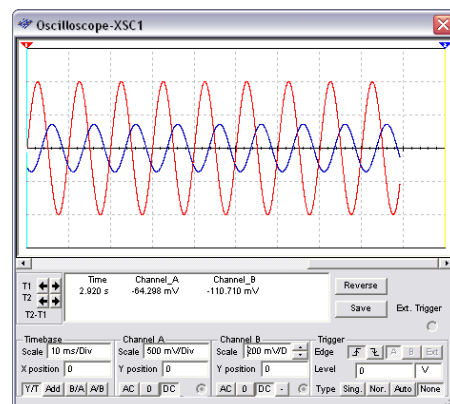 Oscilloscope-XSC1
1
2
Time Channel_A Channel_B
T1 2.920 s -64.298 mV -110.710 mV
T2
T2-T1
Reverse
Save
Ext. Trigger
Timebase
Scale 10 ms/Div
X position 0
Y/T Add B/A A/B
Channel A
Scale 500 mV/Div
Y position 0
AC 0 DC
Channel B
Scale 200 mV/D
Y position 0
AC 0 DC -
Trigger
Edge A B Ext
Level 0 V
Type Sing. Nor. Auto None